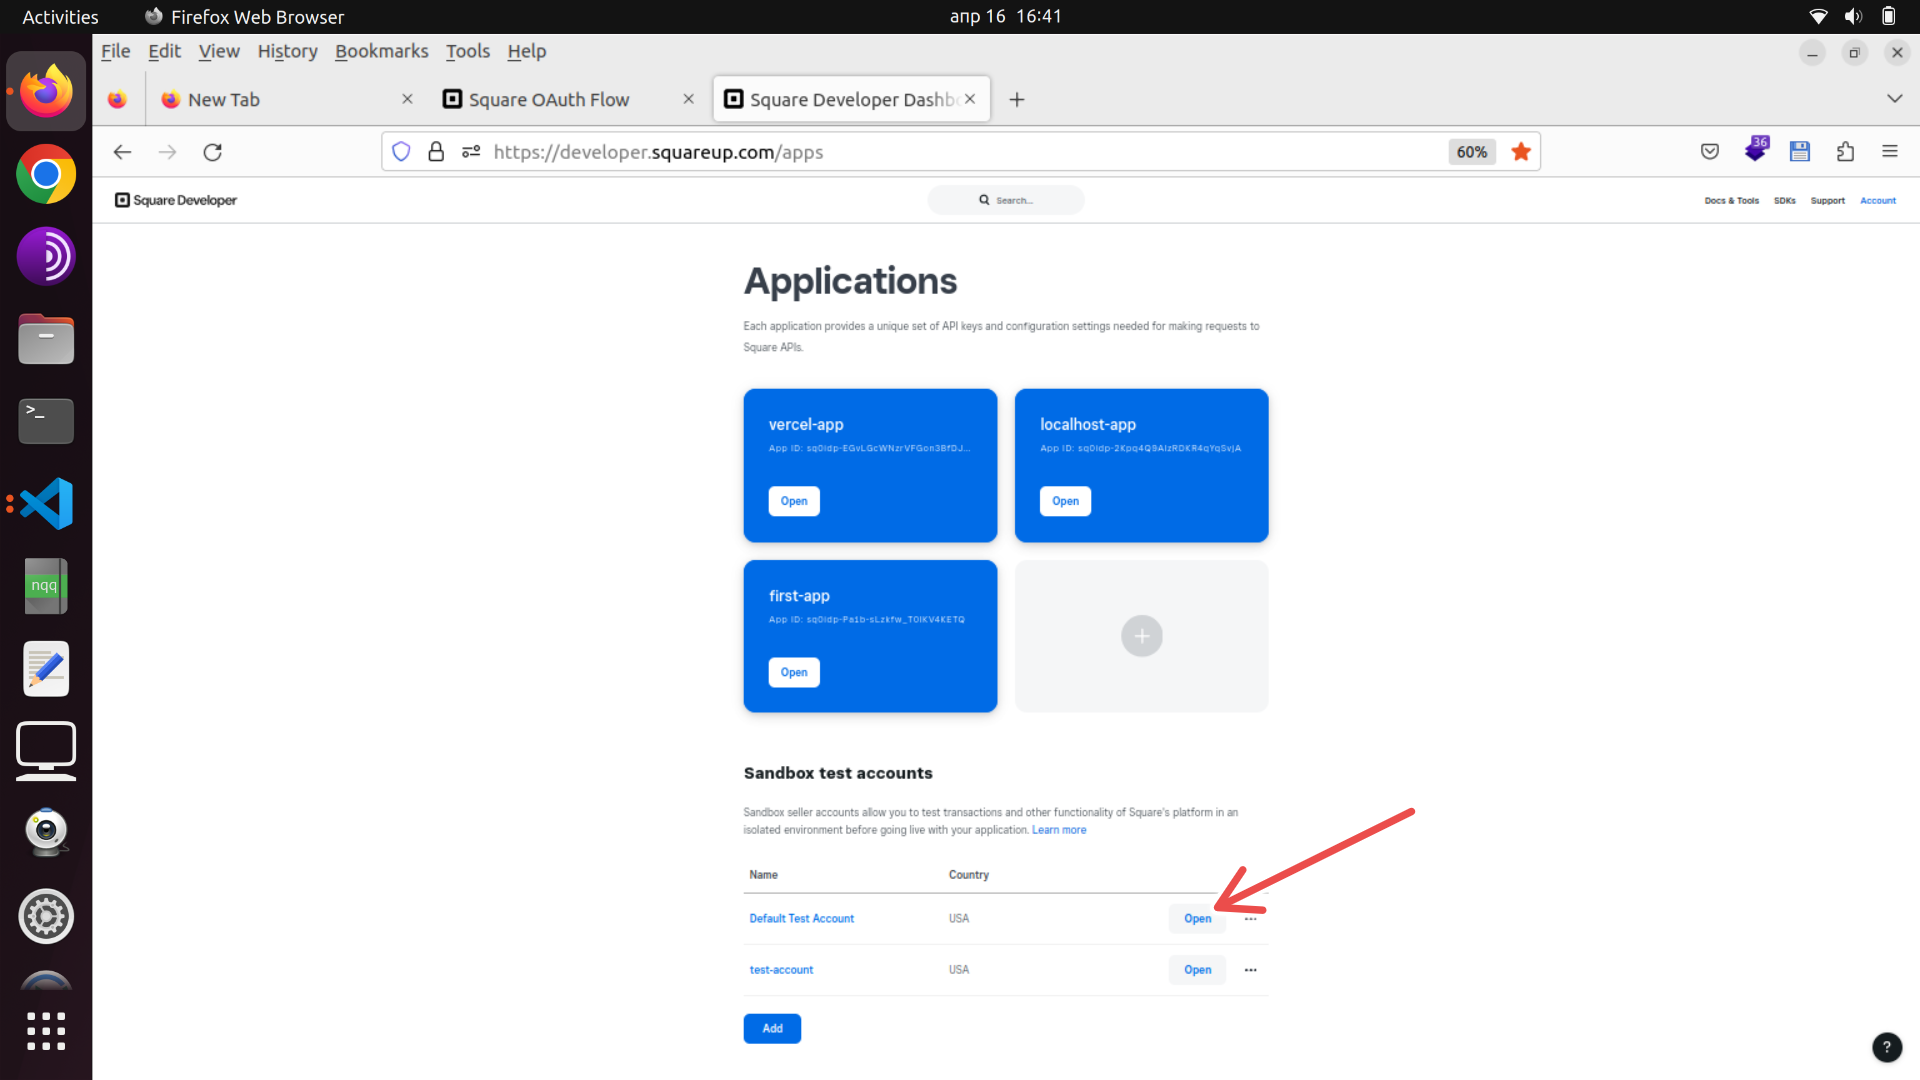 Activities
Firefox Web Browser
апр 16 16:41
File Edit View History Bookmarks Tools Help
New Tab
Square OAuth Flow
Square Developer Dashb
https://developer.squareup.com/apps
60%
36
Square Developer
Search...
Docs & Tools
SDKs
Support
Account
Applications
Each application provides a unique set of API keys and configuration settings needed for making requests to
Square APIs.
vercel-app
App ID: sq0idp-EGvLGcWNzrVFGon3BfDJ...
Open
localhost-app
App ID: sq0idp-2Kpq4Q9AlzRDKR4qYqSvjA
Open
first-app
App ID: sq0idp-Pa1b-sLzkfw_TOIKV4KETQ
Open
Sandbox test accounts
Sandbox seller accounts allow you to test transactions and other functionality of Square's platform in an
isolated environment before going live with your application. Learn more
Name Country
Default Test Account USA Open ...
test-account USA Open ...
Add
?
>_
nqq